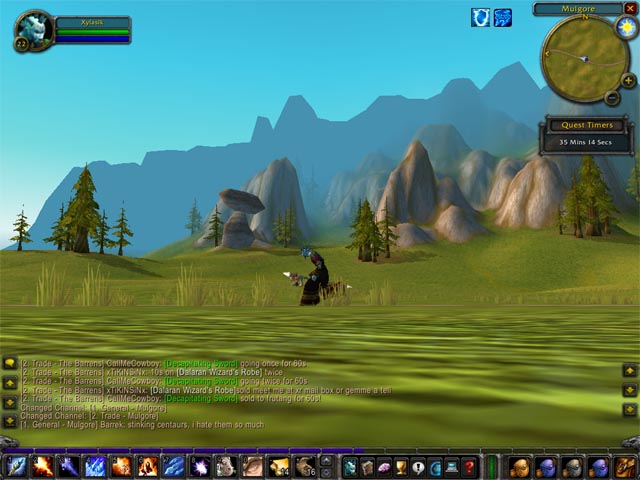 Xylasik
22
Mulgore
N
Quest Timers
35 Mins 14 Secs
[2. Trade - The Barrens] CallMeCowboy: [Decapitating Sword] going once for 60s
[2. Trade - The Barrens] xTiKiNSiNx: 10s on [Dalaran Wizard's Robe] twice
[2. Trade - The Barrens] CallMeCowboy: [Decapitating Sword] going twice for 60s
[2. Trade - The Barrens] xTiKiNSiNx: [Dalaran Wizard's Robe]sold meet me at xr mail box or gemme a tell
[2. Trade - The Barrens] CallMeCowboy: [Decapitating Sword] sold to frutang for 60s!
Changed Channel: [1. General - Mulgore]
Changed Channel: [2. Trade - Mulgore]
[1. General - Mulgore] Barrek: stinking centaurs, i hate them so much
16